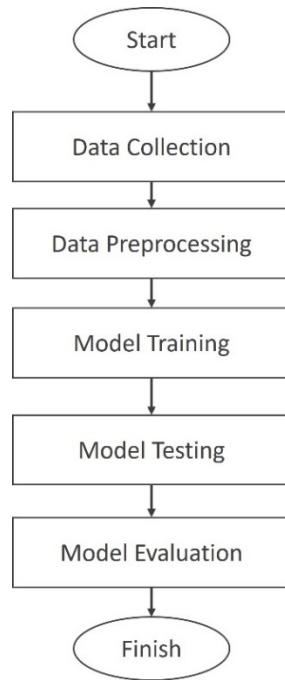 Start
Data Collection
Data Preprocessing
Model Training
Model Testing
Model Evaluation
Finish